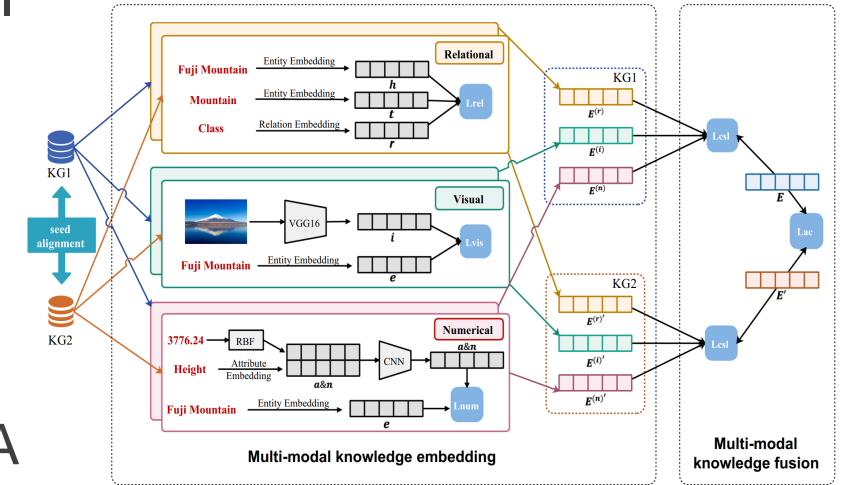 KG1
seed
alignment
KG2
Relational
Fuji Mountain
Entity Embedding
h
Mountain
Entity Embedding
t
Class
Relation Embedding
r
Lrel
Visual
VGG16
i
Fuji Mountain
Entity Embedding
e
Lvis
Numerical
3776.24
RBF
Height
Attribute
Embedding
a&n
CNN
a&n
Fuji Mountain
Entity Embedding
e
Lnum
Multi-modal knowledge embedding
KG1
E(r)
E(i)
E(n)
KG2
E(r)′
E(i)′
E(n)′
Lcsl
E
Lac
E′
Lcsl
Multi-modal
knowledge fusion
A